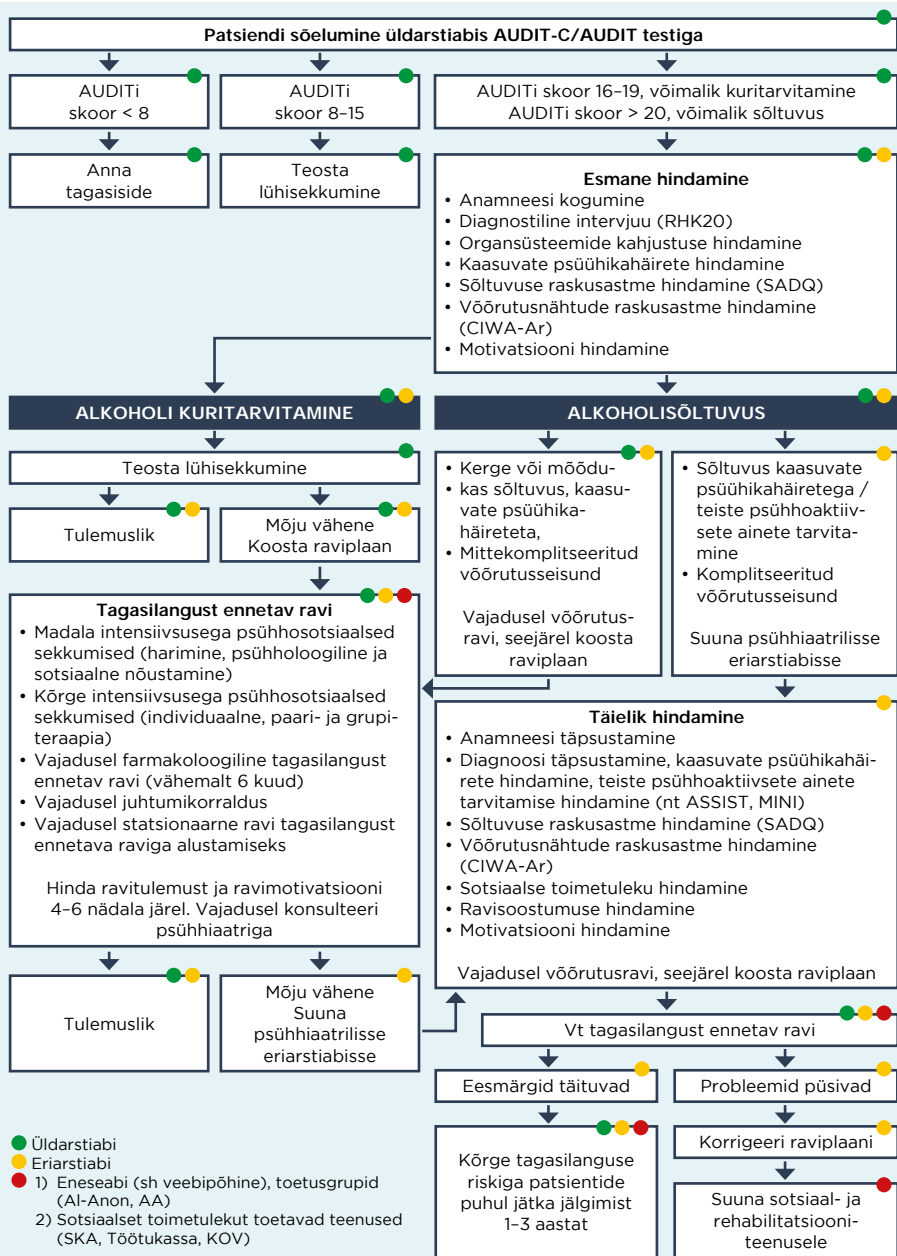 Patsiendi sõelumine üldarstiabis AUDIT-C/AUDIT testiga
AUDITi
skoor < 8
AUDITi
skoor 8–15
AUDITi skoor 16–19, võimalik kuritarvitamine
AUDITi skoor > 20, võimalik sõltuvus
Anna
tagasiside
Teosta
lühisekkumine
Esmane hindamine
• Anamneesi kogumine
• Diagnostiline intervjuu (RHK20)
• Organsüsteemide kahjustuse hindamine
• Kaasuvate psüühikahäirete hindamine
• Sõltuvuse raskusastme hindamine (SADQ)
• Võõrutusnähtude raskusastme hindamine
(CIWA-Ar)
• Motivatsiooni hindamine
ALKOHOLI KURITARVITAMINE
Teosta lühisekkumine
Tulemuslik
Mõju vähene
Koosta raviplaan
Tagasilangust ennetav ravi
• Madala intensiivsusega psühhosotsiaalsed
sekkumised (harimine, psühholoogiline ja
sotsiaalne nõustamine)
• Kõrge intensiivsusega psühhosotsiaalsed
sekkumised (individuaalne, paari- ja grupi-
teraapia)
• Vajadusel farmakoloogiline tagasilangust
ennetav ravi (vähemalt 6 kuud)
• Vajadusel juhtumikorraldus
• Vajadusel statsionaarne ravi tagasilangust
ennetava raviga alustamiseks
Hinda ravitulemust ja ravimotivatsiooni
4–6 nädala järel. Vajadusel konsulteeri
psühhiaatriga
Tulemuslik
Mõju vähene
Suuna
psühhiaatrilisse
eriarstiabisse
ALKOHOLISÕLTUVUS
• Kerge või mõõdu-
• kas sõltuvus, kaasu-
vate psüühika-
häireteta,
• Mittekomplitseeritud
võõrutusseisund
Vajadusel võõrutus-
ravi, seejärel koosta
raviplaan
• Sõltuvus kaasuvate
psüühikahäiretega /
teiste psühhoaktiiv-
sete ainete tarvita-
mine
• Komplitseeritud
võõrutusseisund
Suuna psühhiaatrilisse
eriarstiabisse
Täielik hindamine
• Anamneesi täpsustamine
• Diagnoosi täpsustamine, kaasuvate psüühikahäi-
rete hindamine, teiste psühhoaktiivsete ainete
tarvitamise hindamine (nt ASSIST, MINI)
• Sõltuvuse raskusastme hindamine (SADQ)
• Võõrutusnähtude raskusastme hindamine
(CIWA-Ar)
• Sotsiaalse toimetuleku hindamine
• Ravisoostumuse hindamine
• Motivatsiooni hindamine
Vajadusel võõrutusravi, seejärel koosta raviplaan
Vt tagasilangust ennetav ravi
Eesmärgid täituvad
Probleemid püsivad
Kõrge tagasilanguse
riskiga patsientide
puhul jätka jälgimist
1–3 aastat
Korrigeeri raviplaani
Suuna sotsiaal- ja
rehabilitatsiooni-
teenusele
Üldarstiabi
Eriarstiabi
1) Eneseabi (sh veebipõhine), toetusgrupid
(Al-Anon, AA)
2) Sotsiaalset toimetulekut toetavad teenused
(SKA, Töötukassa, KOV)